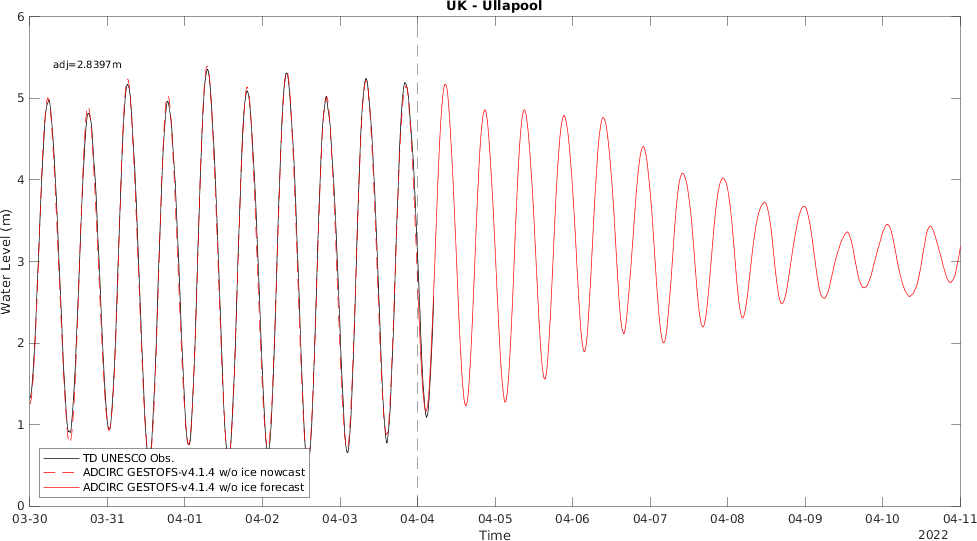 UK - Ullapool
adj=2.8397m
6
5
4
3
2
1
0
Water Level (m)
TD UNESCO Obs.
ADCIRC GESTOFS-v4.1.4 w/o ice nowcast
ADCIRC GESTOFS-v4.1.4 w/o ice forecast
03-30 03-31 04-01 04-02 04-03 04-04 04-05 04-06 04-07 04-08 04-09 04-10 04-11
Time
2022